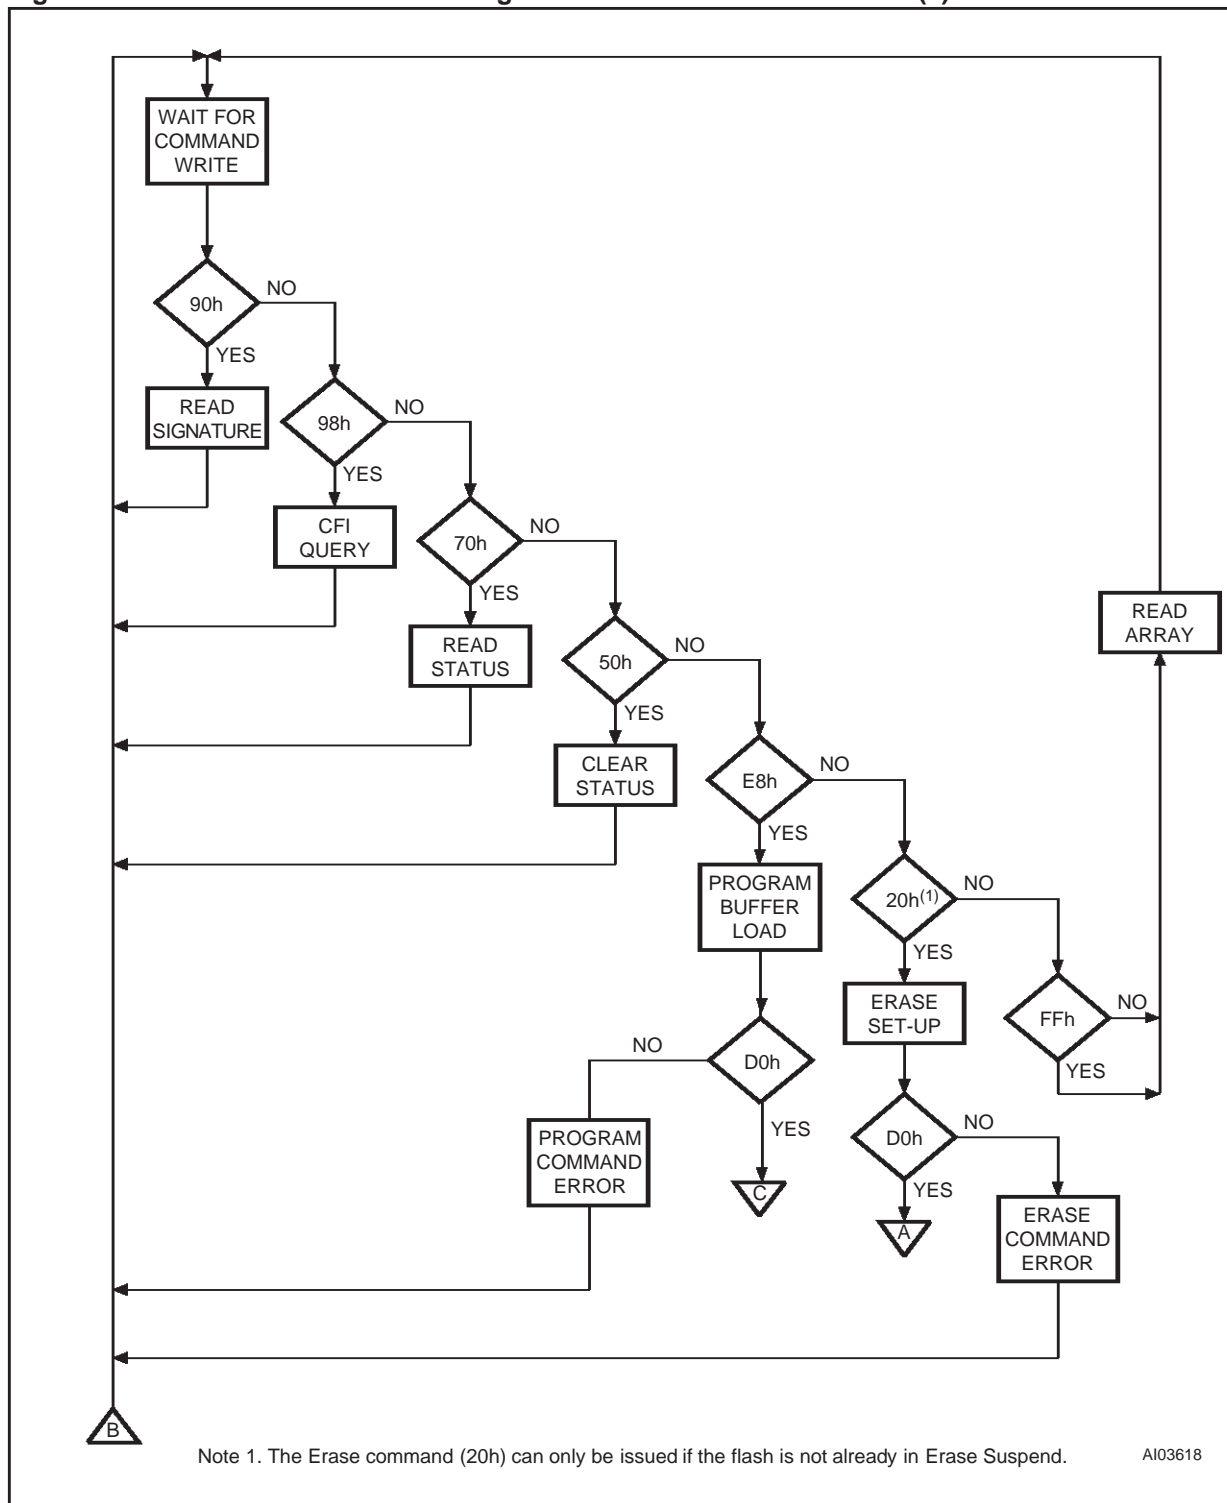 WAIT FOR
COMMAND
WRITE
90h
NO
YES
READ
SIGNATURE
98h
NO
YES
CFI
QUERY
70h
NO
YES
READ
STATUS
READ
ARRAY
50h
NO
YES
CLEAR
STATUS
E8h
NO
YES
PROGRAM
BUFFER
LOAD
20h(1)
NO
YES
ERASE
SET-UP
FFh
NO
YES
D0h
NO
YES
PROGRAM
COMMAND
ERROR
C
D0h
NO
YES
A
ERASE
COMMAND
ERROR
B
Note 1. The Erase command (20h) can only be issued if the flash is not already in Erase Suspend.
AI03618